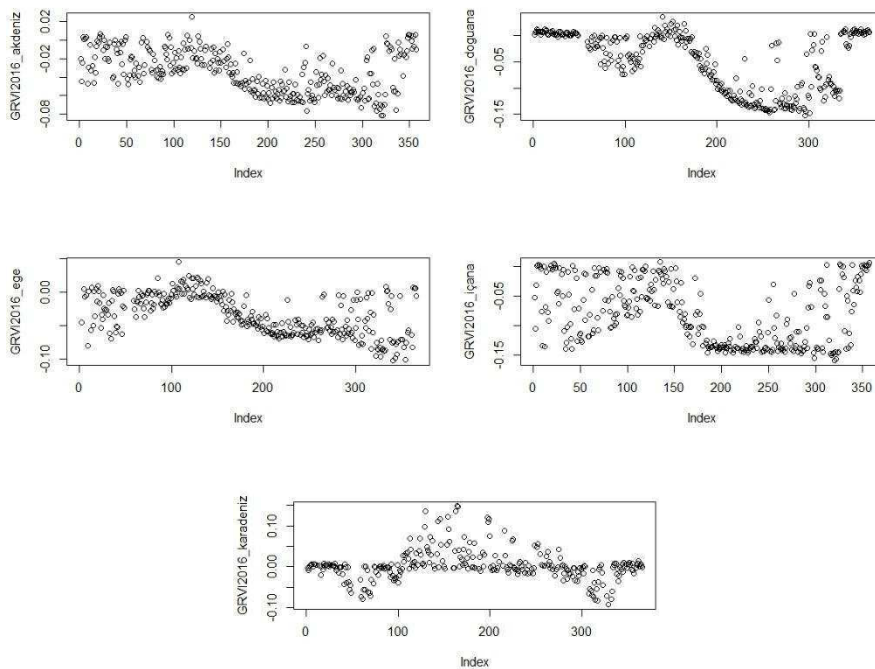 GRVI2016_akdeniz
0.02
-0.02
-0.08
0 50 100 150 200 250 300 350
Index
GRVI2016_doguana
-0.05
-0.15
0 100 200 300
Index
GRVI2016_ege
0.00
-0.10
0 100 200 300
Index
GRVI2016_içana
-0.05
-0.15
0 50 100 150 200 250 300 350
Index
GRVI2016_karadeniz
0.10
0.00
-0.10
0 100 200 300
Index